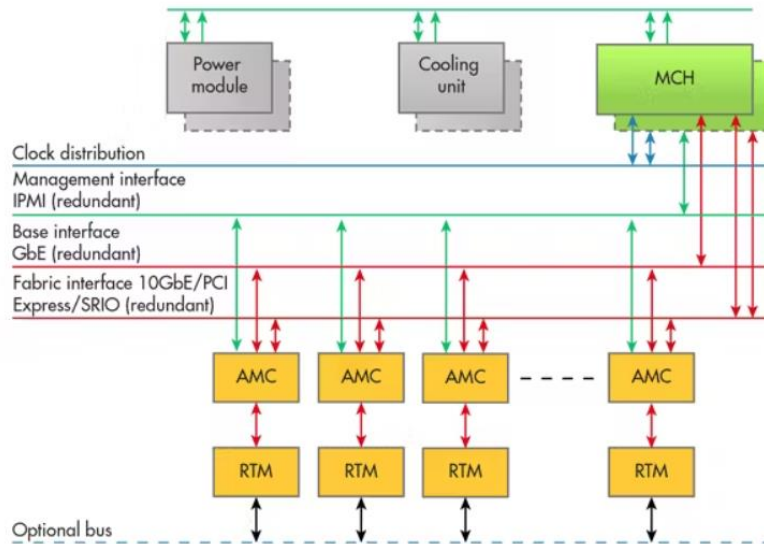 Power
module
Cooling
unit
MCH
Clock distribution
Management interface
IPMI (redundant)
Base interface
GbE (redundant)
Fabric interface 10GbE/PCI
Express/SRIO (redundant)
AMC
AMC
AMC
AMC
RTM
RTM
RTM
RTM
Optional bus